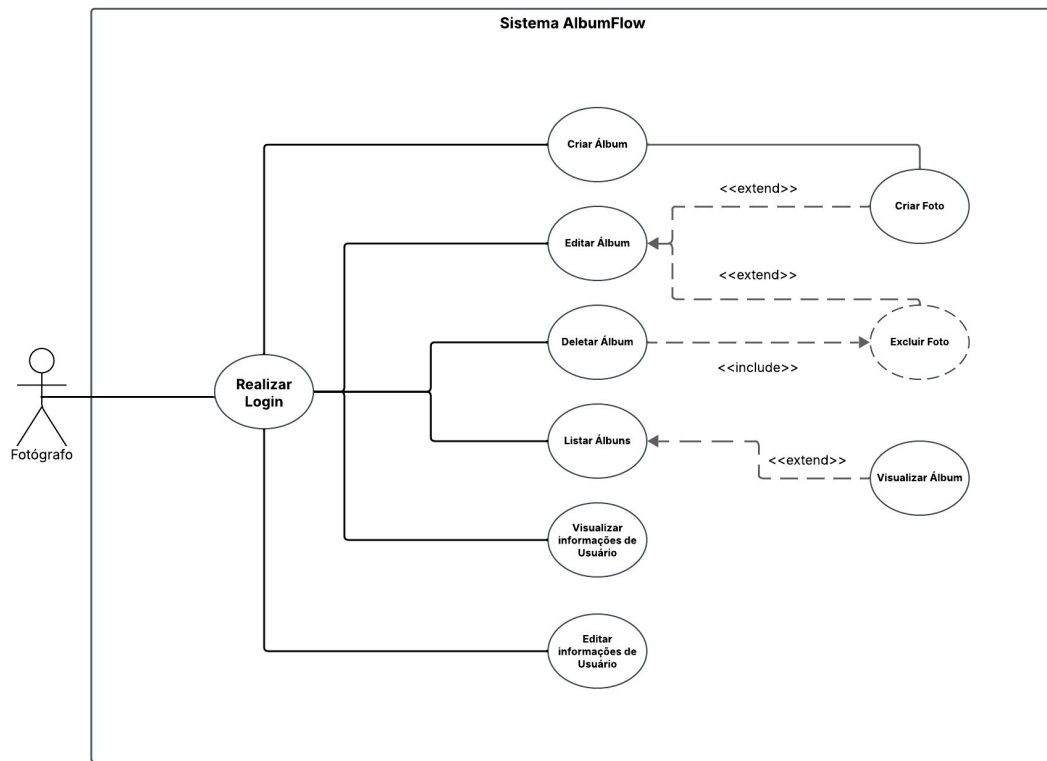 Sistema AlbumFlow
Criar Álbum
<<extend>>
Criar Foto
Editar Álbum
<<extend>>
Deletar Álbum
Excluir Foto
<<include>>
Realizar
Login
Fotógrafo
Listar Álbuns
<<extend>>
Visualizar Álbum
Visualizar
informações de
Usuário
Editar
informações de
Usuário